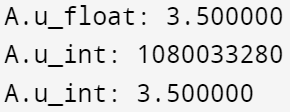 A.u_float: 3.500000
A.u_int: 1080033280
A.u_int: 3.500000